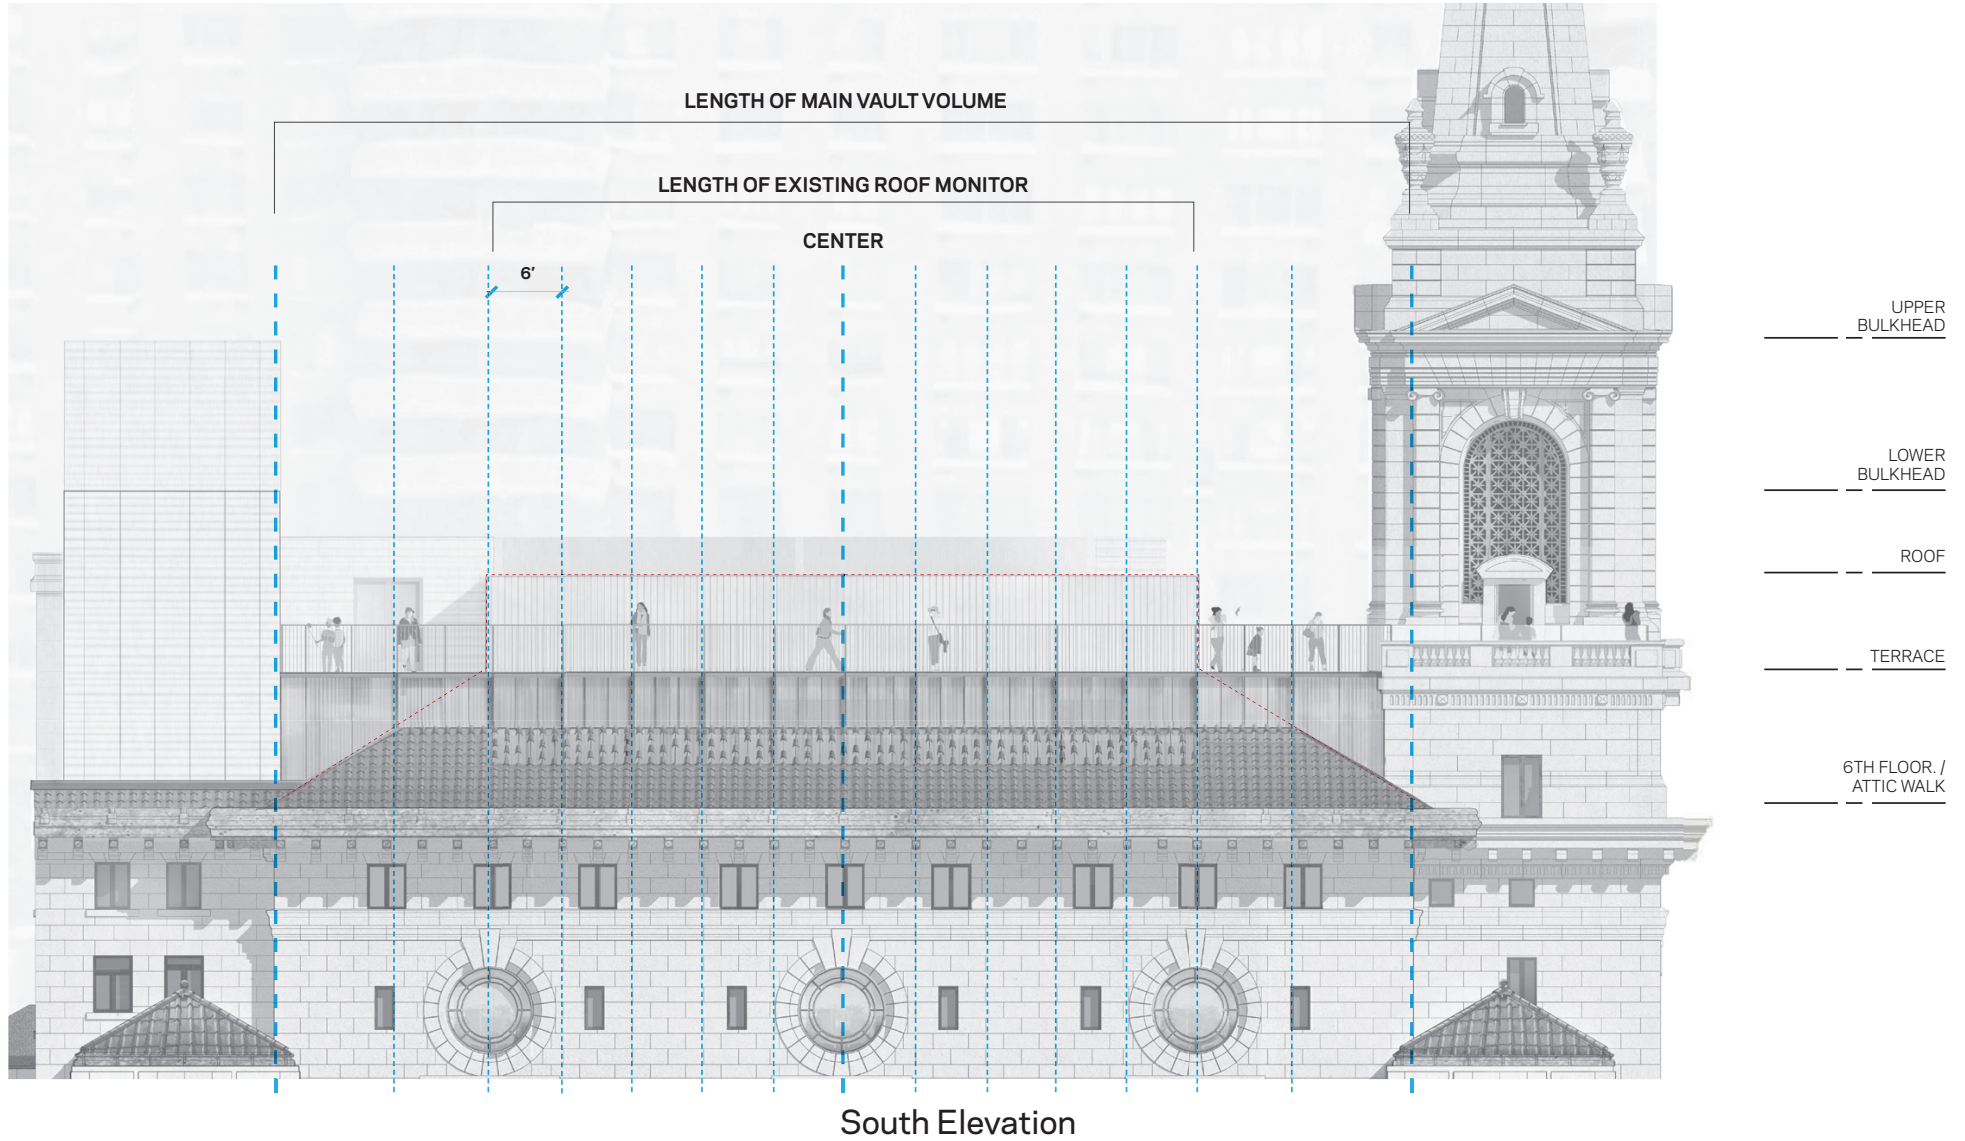 LENGTH OF MAIN VAULT VOLUME
LENGTH OF EXISTING ROOF MONITOR
CENTER
6′
UPPER
BULKHEAD
LOWER
BULKHEAD
ROOF
TERRACE
6TH FLOOR. /
ATTIC WALK
South Elevation